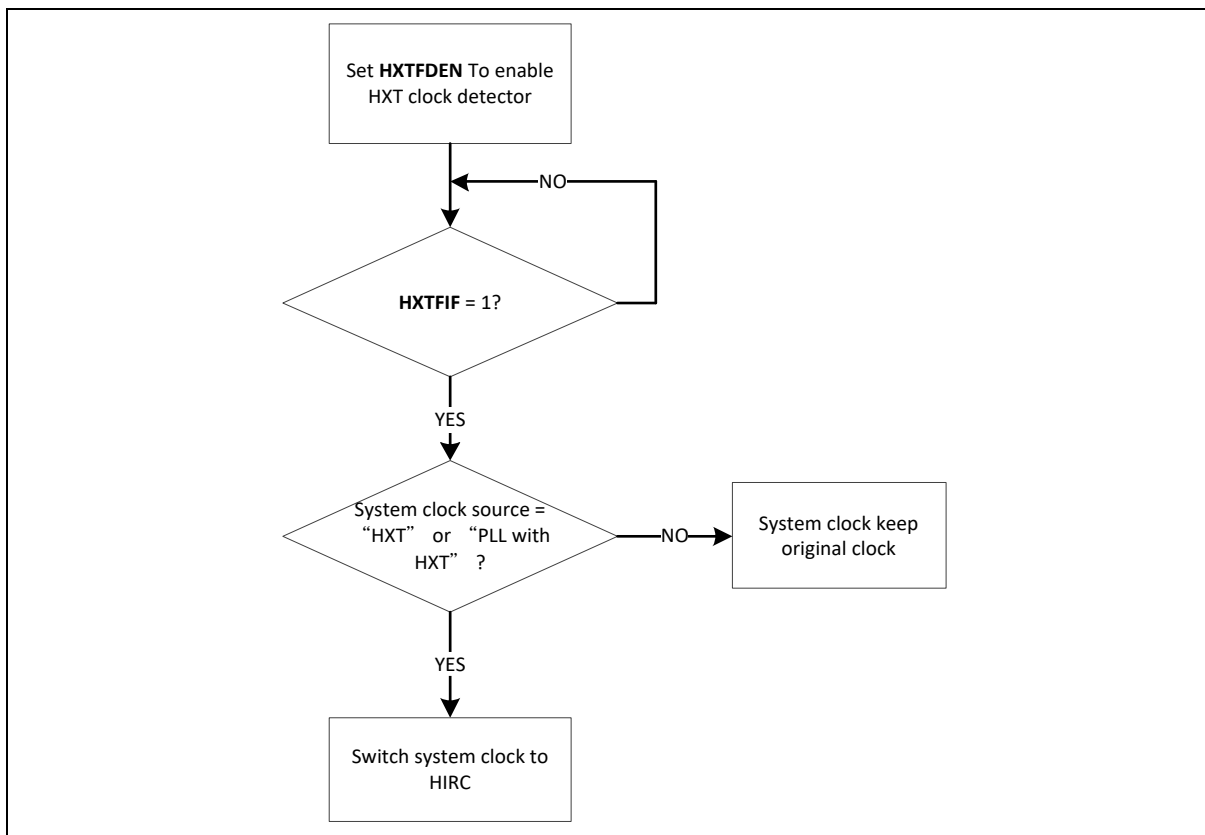 Set HXTFDEN To enable
HXT clock detector
NO
HXTFIF = 1?
YES
System clock source =
“HXT” or “PLL with
HXT” ?
NO
System clock keep
original clock
YES
Switch system clock to
HIRC